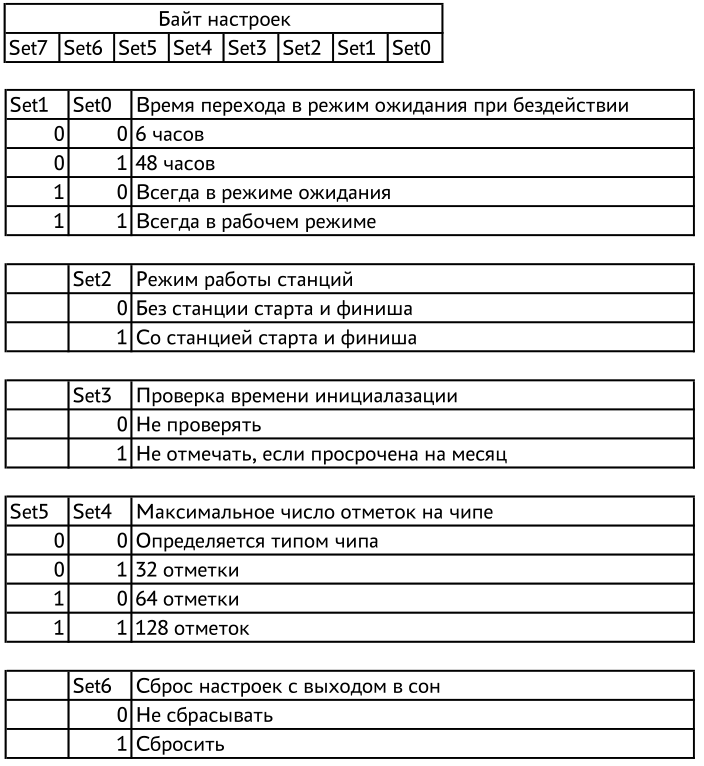 Байт настроек
Set7 Set6 Set5 Set4 Set3 Set2 Set1 Set0
Set1 Set0 Время перехода в режим ожидания при бездействии
0 0 6 часов
0 1 48 часов
1 0 Всегда в режиме ожидания
1 1 Всегда в рабочем режиме
Set2 Режим работы станций
0 Без станции старта и финиша
1 Со станцией старта и финиша
Set3 Проверка времени инициалазации
0 Не проверять
1 Не отмечать, если просрочена на месяц
Set5 Set4 Максимальное число отметок на чипе
0 0 Определяется типом чипа
0 1 32 отметки
1 0 64 отметки
1 1 128 отметок
Set6 Сброс настроек с выходом в сон
0 Не сбрасывать
1 Сбросить